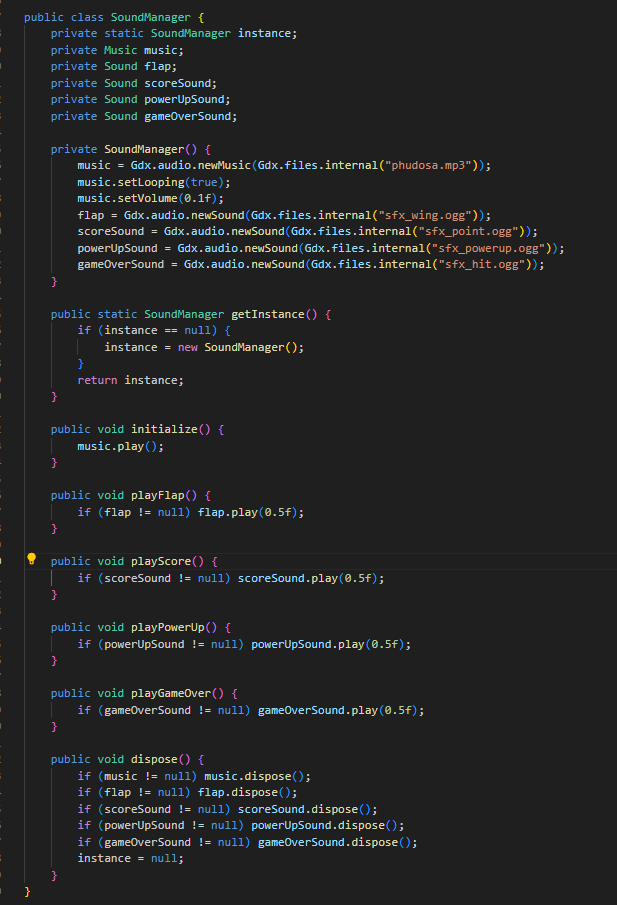 public class SoundManager {
    private static SoundManager instance;
    private Music music;
    private Sound flap;
    private Sound scoreSound;
    private Sound powerUpSound;
    private Sound gameOverSound;

    private SoundManager() {
        music = Gdx.audio.newMusic(Gdx.files.internal("phudosa.mp3"));
        music.setLooping(true);
        music.setVolume(0.1f);
        flap = Gdx.audio.newSound(Gdx.files.internal("sfx_wing.ogg"));
        scoreSound = Gdx.audio.newSound(Gdx.files.internal("sfx_point.ogg"));
        powerUpSound = Gdx.audio.newSound(Gdx.files.internal("sfx_powerup.ogg"));
        gameOverSound = Gdx.audio.newSound(Gdx.files.internal("sfx_hit.ogg"));
    }

    public static SoundManager getInstance() {
        if (instance == null) {
            instance = new SoundManager();
        }
        return instance;
    }

    public void initialize() {
        music.play();
    }

    public void playFlap() {
        if (flap != null) flap.play(0.5f);
    }

    public void playScore() {
        if (scoreSound != null) scoreSound.play(0.5f);
    }

    public void playPowerUp() {
        if (powerUpSound != null) powerUpSound.play(0.5f);
    }

    public void playGameOver() {
        if (gameOverSound != null) gameOverSound.play(0.5f);
    }

    public void dispose() {
        if (music != null) music.dispose();
        if (flap != null) flap.dispose();
        if (scoreSound != null) scoreSound.dispose();
        if (powerUpSound != null) powerUpSound.dispose();
        if (gameOverSound != null) gameOverSound.dispose();
        instance = null;
    }
}